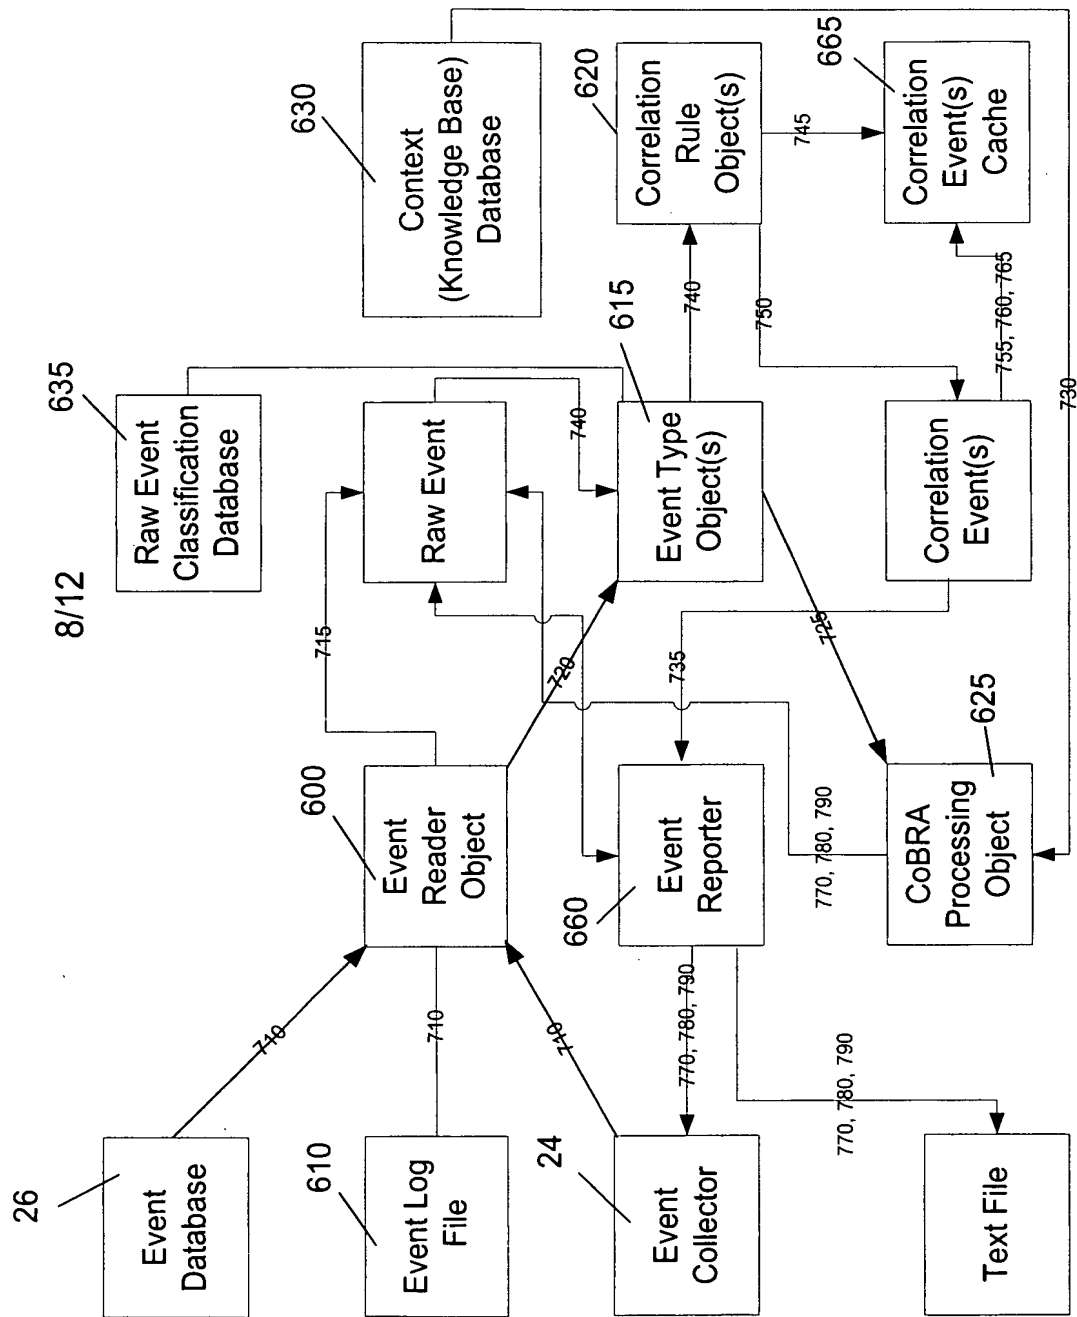 8/12
26
Event
Database
610
Event Log
File
24
Event
Collector
Text File
710
710
710
600
Event
Reader
Object
660
Event
Reporter
770, 780, 790
770, 780, 790
625
CoBRA
Processing
Object
770, 780, 790
715
720
735
725
635
Raw Event
Classification
Database
Raw Event
740
615
Event Type
Object(s)
Correlation
Event(s)
630
Context
(Knowledge Base)
Database
740
750
755, 760, 765
730
620
Correlation
Rule
Object(s)
745
665
Correlation
Event(s)
Cache